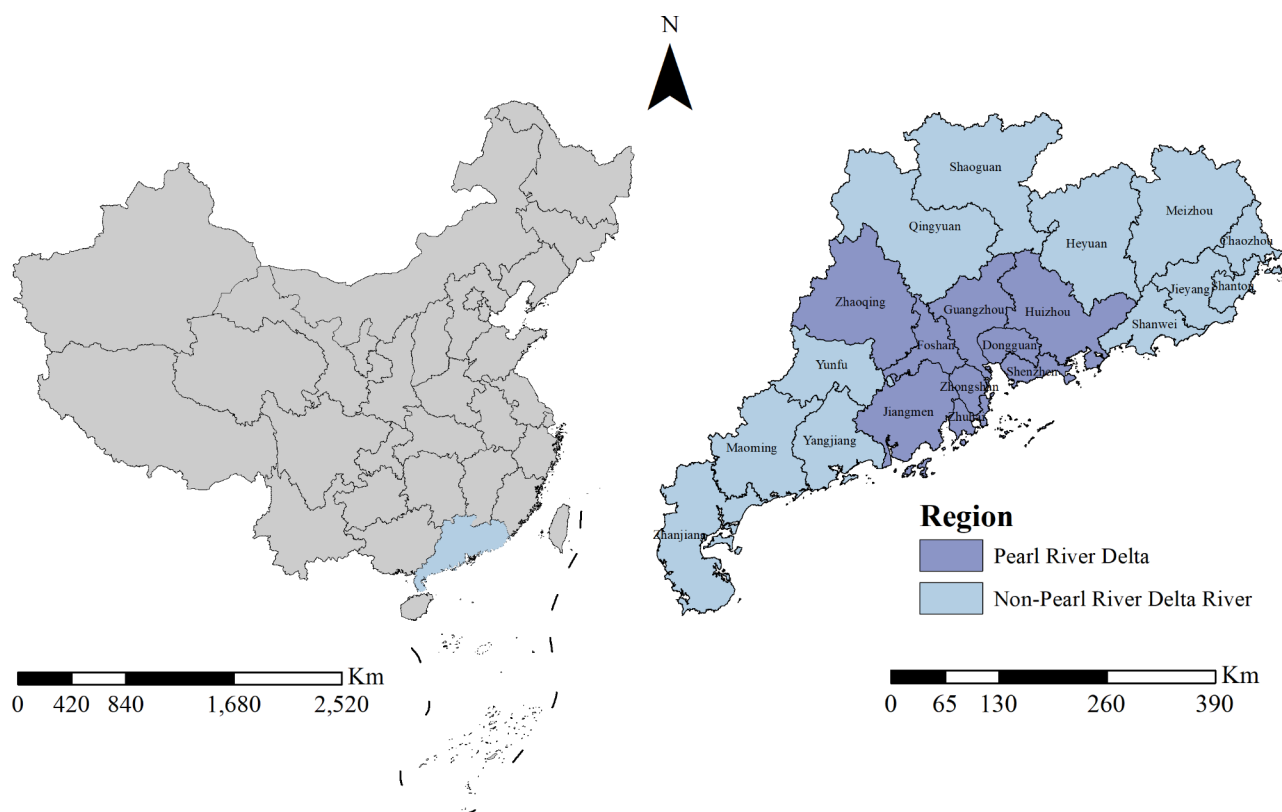 N
Shaoguan
Meizhou
Qingyuan
Chaozhou
Heyuan
Jieyang
Shantou
Zhaoqing
Guangzhou
Huizhou
Shanwei
Foshan
Dongguan
Yunfu
Shenzhen
Zhongshan
Jiangmen
Zhuhai
Yangjiang
Maoming
Zhanjiang
Region
Pearl River Delta
Non-Pearl River Delta River
Km
0 420 840 1,680 2,520
Km
0 65 130 260 390